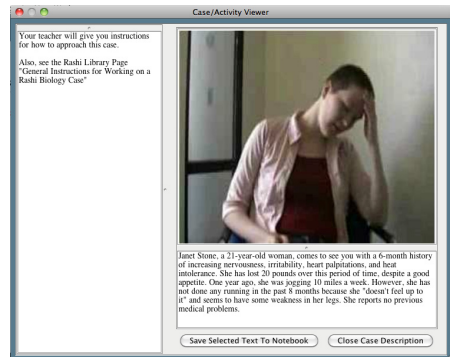 Case/Activity Viewer
Your teacher will give you instructions
for how to approach this case.
Also, see the Rashi Library Page
"General Instructions for Working on a
Rashi Biology Case"
Janet Stone, a 21-year-old woman, comes to see you with a 6-month history
of increasing nervousness, irritability, heart palpitations, and heat
intolerance. She has lost 20 pounds over this period of time, despite a good
appetite. One year ago, she was jogging 10 miles a week. However, she has
not done any running in the past 8 months because she "doesn't feel up to
it" and seems to have some weakness in her legs. She reports no previous
medical problems.
Save Selected Text To Notebook
Close Case Description